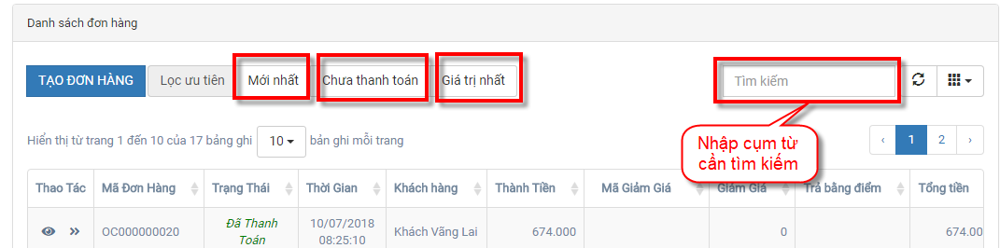 Danh sách đơn hàng
TẠO ĐƠN HÀNG Lọc ưu tiên Mới nhất Chưa thanh toán Giá trị nhất Tìm kiếm
Nhập cụm từ
cần tìm kiếm
Hiển thị từ trang 1 đến 10 của 17 bảng ghi 10 bản ghi mỗi trang ‹ 1 2 ›
Thao Tác Mã Đơn Hàng Trạng Thái Thời Gian Khách hàng Thành Tiền Mã Giảm Giá Giảm Giá Trả bằng điểm Tổng tiền
OC000000020 Đã Thanh Toán 10/07/2018 08:25:10 Khách Vãng Lai 674.000 0 674.00